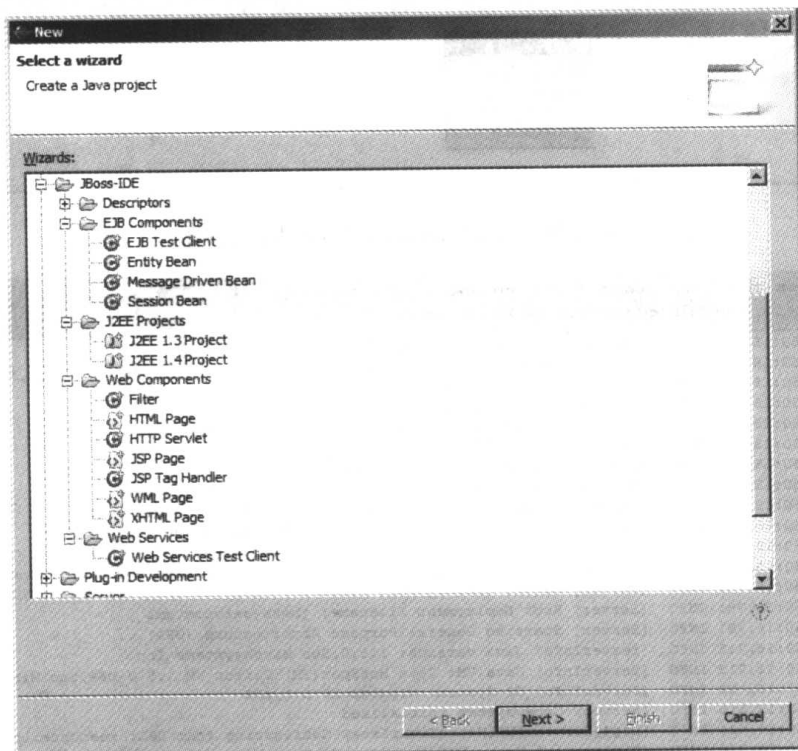 New
Select a wizard
Create a Java project
Wizards:
JBoss-IDE
Descriptors
EJB Components
EJB Test Client
Entity Bean
Message Driven Bean
Session Bean
J2EE Projects
J2EE 1.3 Project
J2EE 1.4 Project
Web Components
Filter
HTML Page
HTTP Servlet
JSP Page
JSP Tag Handler
WML Page
XHTML Page
Web Services
Web Services Test Client
Plug-in Development
Server
< Back Next > Finish Cancel